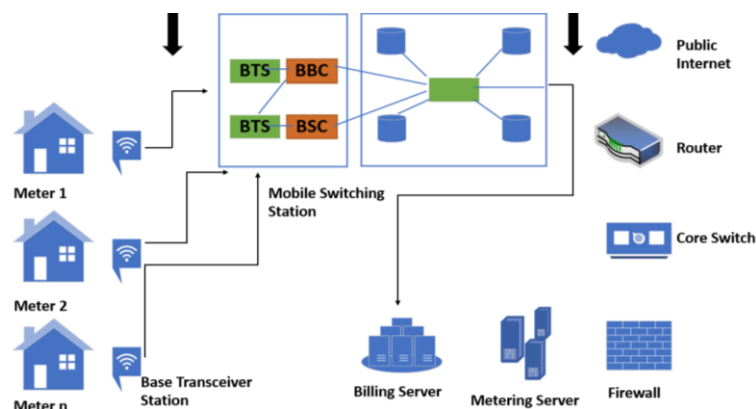 Public
Internet
BTS
BBC
BTS
BSC
Router
Meter 1
Mobile Switching
Station
Core Switch
Meter 2
Base Transceiver
Station
Billing Server
Metering Server
Firewall
Meter n